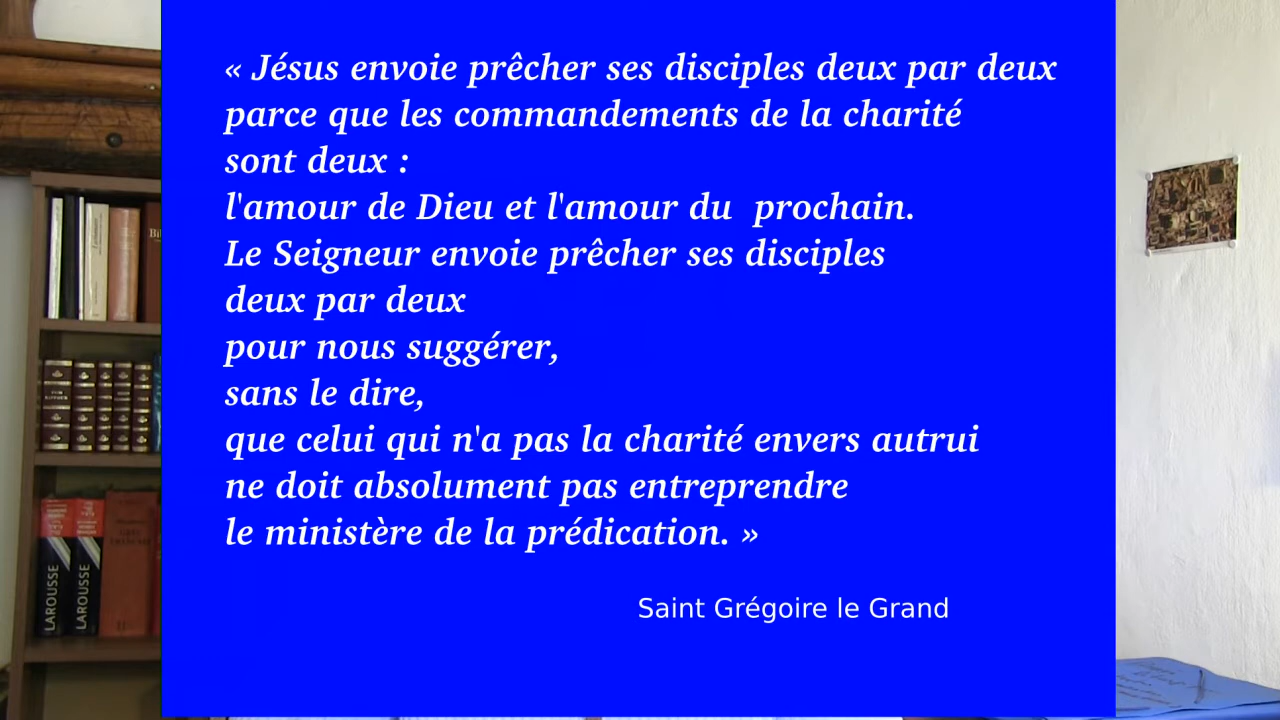 « Jésus envoie prêcher ses disciples deux par deux
parce que les commandements de la charité
sont deux :
l'amour de Dieu et l'amour du  prochain.
Le Seigneur envoie prêcher ses disciples
deux par deux
pour nous suggérer,
sans le dire,
que celui qui n'a pas la charité envers autrui
ne doit absolument pas entreprendre
le ministère de la prédication. »
Saint Grégoire le Grand
LAROUSSE
LAROUSSE